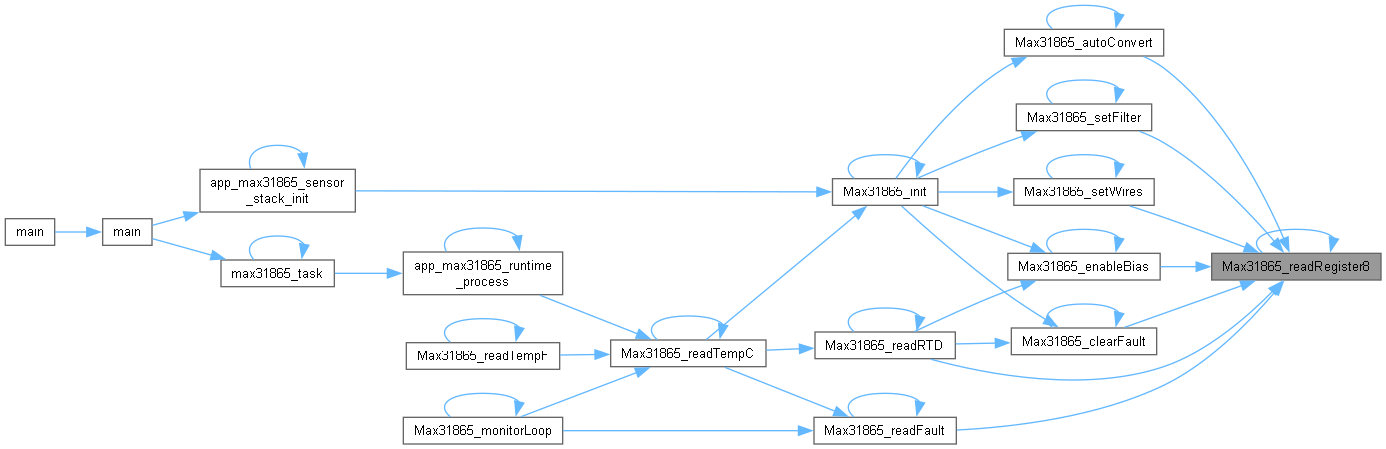 Max31865_autoConvert
Max31865_setFilter
app_max31865_sensor
_stack_init
Max31865_init
Max31865_setWires
main
main
max31865_task
app_max31865_runtime
_process
Max31865_enableBias
Max31865_readRegister8
Max31865_readTempF
Max31865_readTempC
Max31865_readRTD
Max31865_clearFault
Max31865_monitorLoop
Max31865_readFault